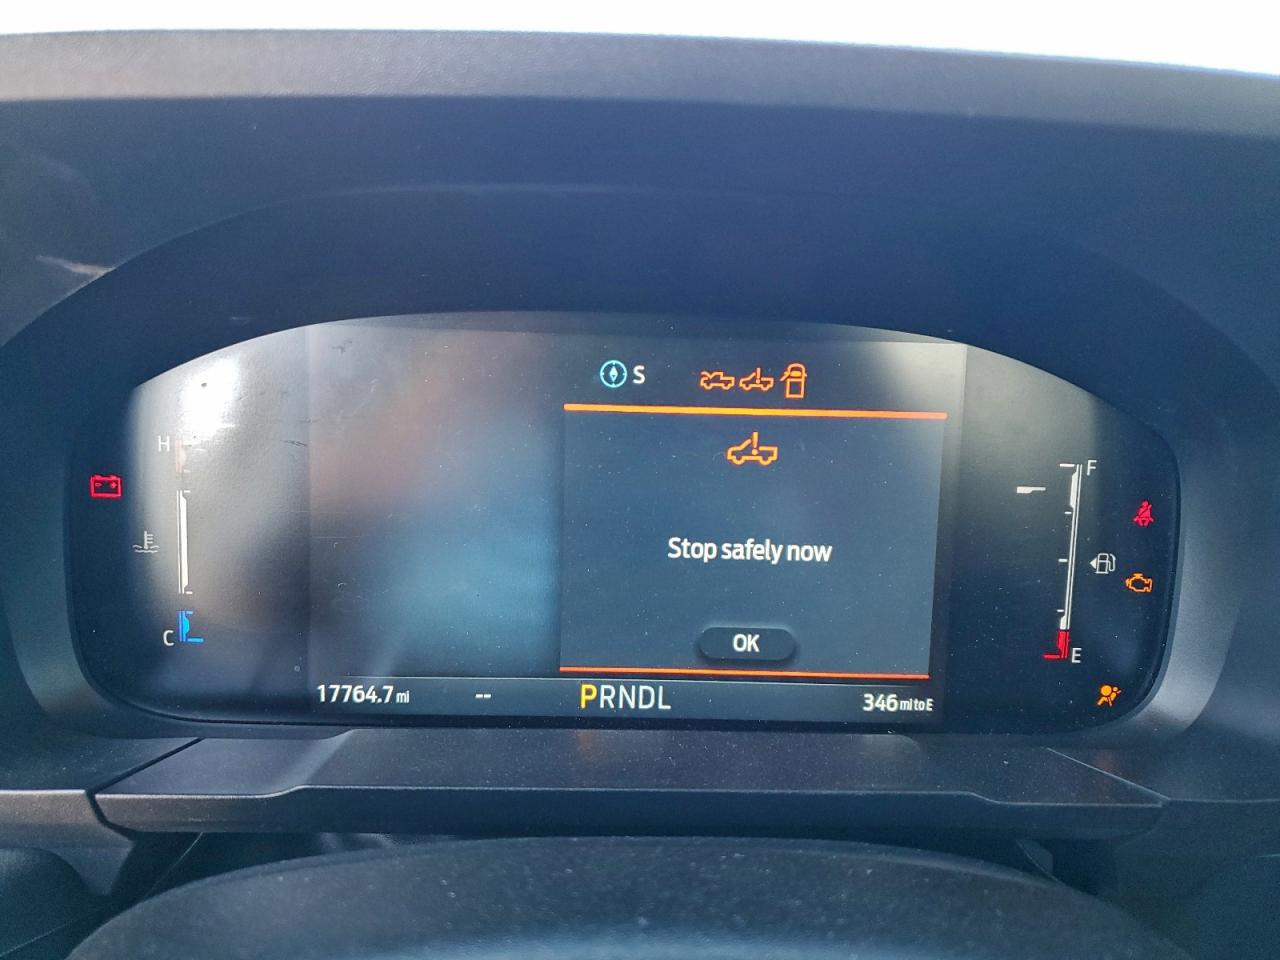 S
H
F
Stop safely now
C
E
OK
17764.7 mi
--
PRNDL
346 mi to E